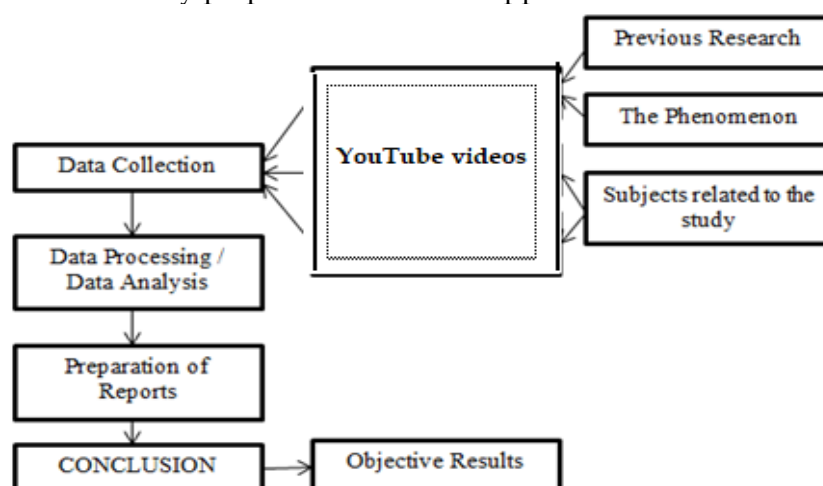 Previous Research
The Phenomenon
YouTube videos
Data Collection
Subjects related to the
study
Data Processing /
Data Analysis
Preparation of
Reports
CONCLUSION
Objective Results